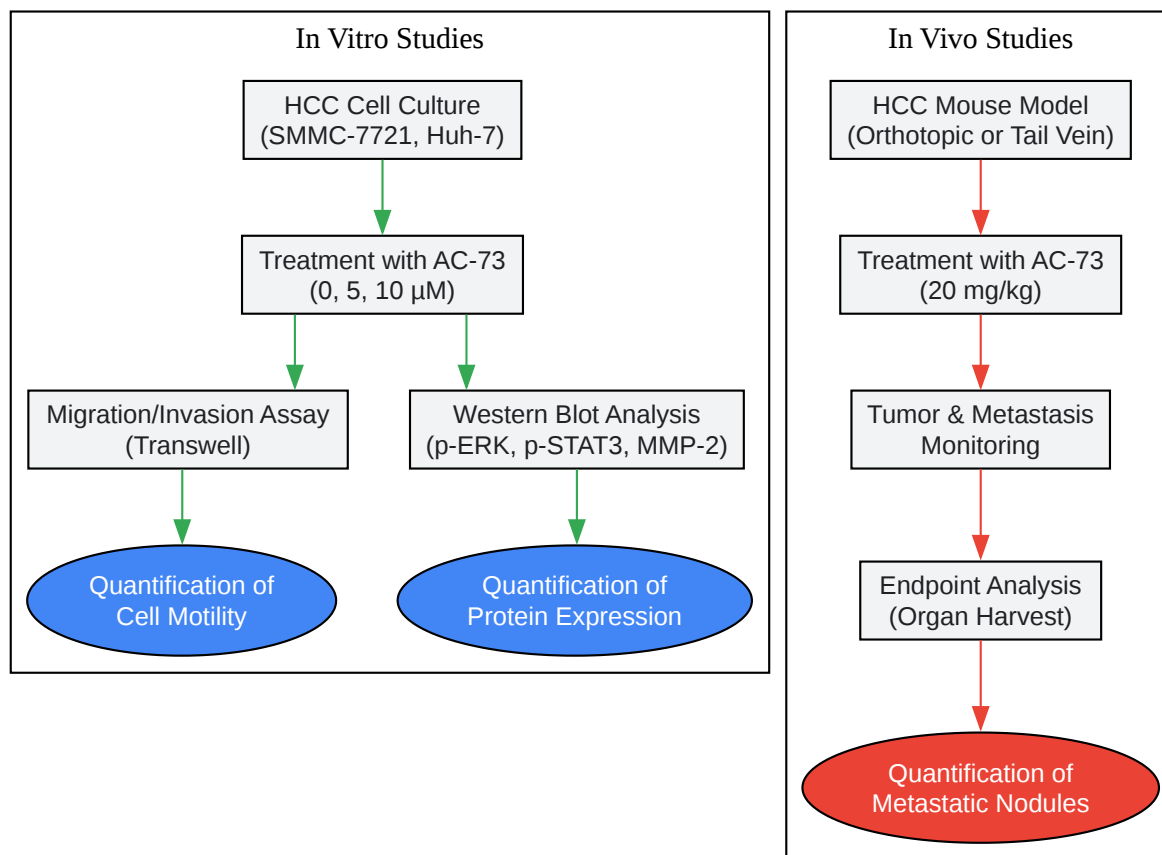 In Vitro Studies
HCC Cell Culture
(SMMC-7721, Huh-7)
Treatment with AC-73
(0, 5, 10 µM)
Migration/Invasion Assay
(Transwell)
Western Blot Analysis
(p-ERK, p-STAT3, MMP-2)
Quantification of
Cell Motility
Quantification of
Protein Expression
In Vivo Studies
HCC Mouse Model
(Orthotopic or Tail Vein)
Treatment with AC-73
(20 mg/kg)
Tumor & Metastasis
Monitoring
Endpoint Analysis
(Organ Harvest)
Quantification of
Metastatic Nodules